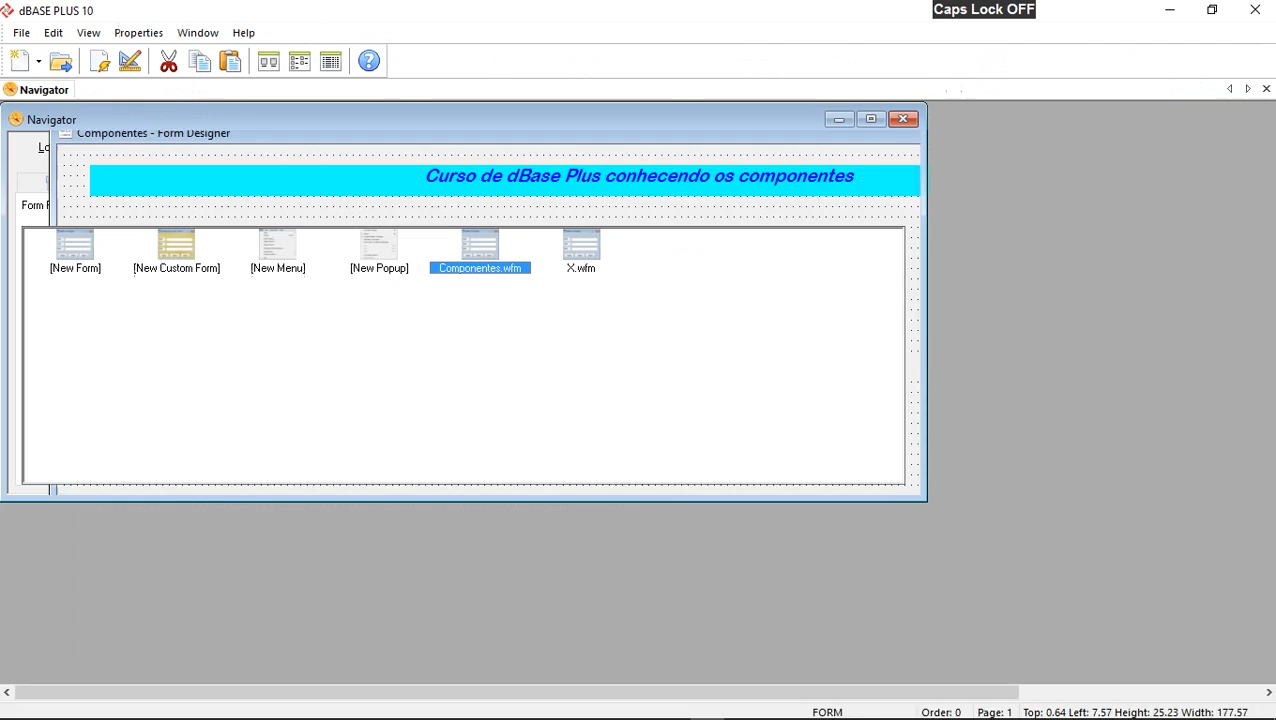 dBASE PLUS 10
Caps Lock OFF
File Edit View Properties Window Help
Navigator
Navigator
Componentes - Form Designer
Curso de dBase Plus conhecendo os componentes
[New Form] [New Custom Form] [New Menu] [New Popup] Componentes.wfm X.wfm
FORM Order: 0 Page: 1 Top: 0.64 Left: 7.57 Height: 25.23 Width: 177.57